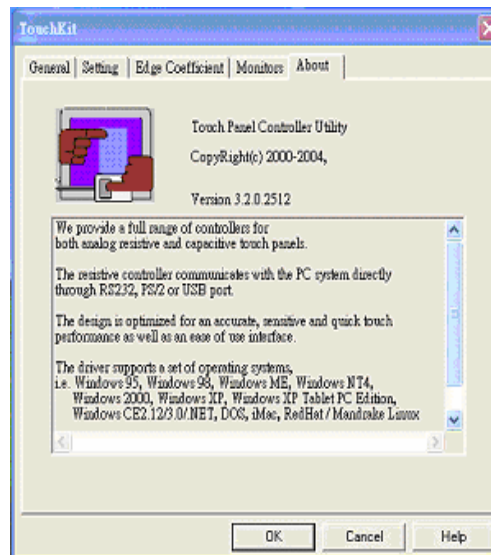 TouchKit
General Setting Edge Coefficient Monitors About
Touch Panel Controller Utility
CopyRight(c) 2000-2004,
Version 3.2.0.2512
We provide a full range of controllers for
both analog resistive and capacitive touch panels.
The resistive controller communicates with the PC system directly
through RS232, PS/2 or USB port.
The design is optimized for an accurate, sensitive and quick touch
performance as well as an ease of use interface.
The driver supports a set of operating systems,
i.e. Windows 95, Windows 98, Windows ME, Windows NT4,
Windows 2000, Windows XP, Windows XP Tablet PC Edition,
Windows CE2.12/3.0/.NET, DOS, iMac, RedHat / Mandrake Linux
OK Cancel Help